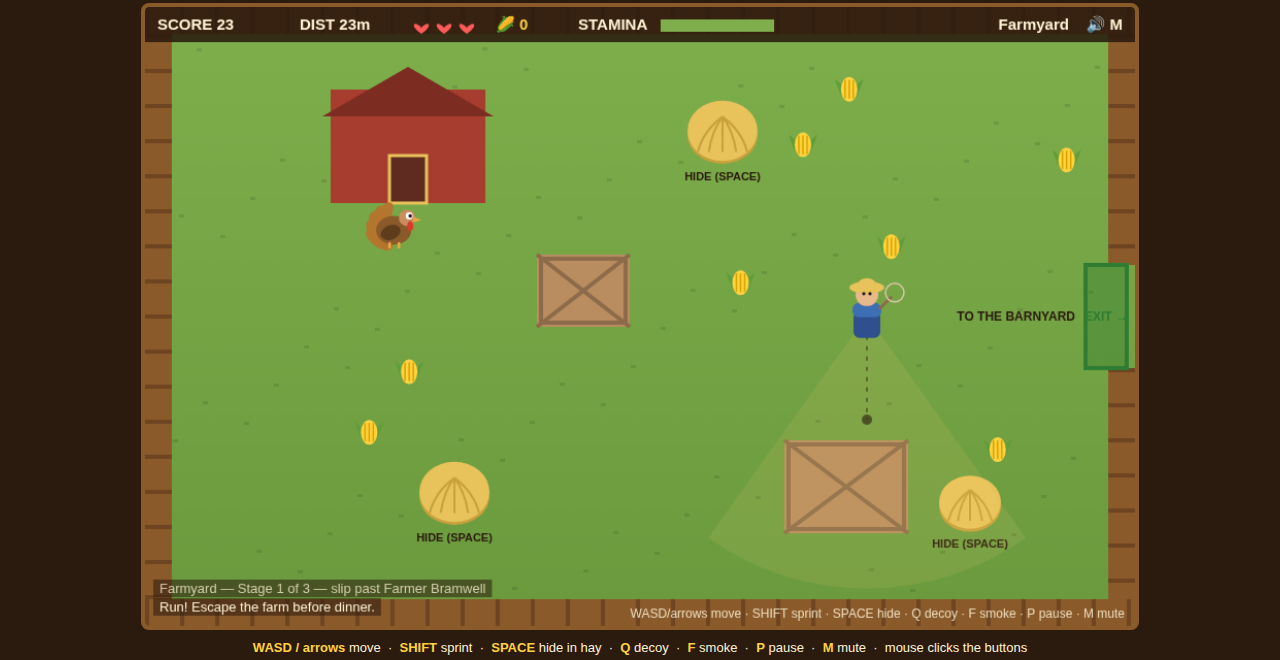 SCORE 23 DIST 23m 0 STAMINA Farmyard M
HIDE (SPACE)
TO THE BARNYARD EXIT →
HIDE (SPACE)
HIDE (SPACE)
Farmyard — Stage 1 of 3 — slip past Farmer Bramwell
Run! Escape the farm before dinner.
WASD/arrows move · SHIFT sprint · SPACE hide · Q decoy · F smoke · P pause · M mute
WASD / arrows move · SHIFT sprint · SPACE hide in hay · Q decoy · F smoke · P pause · M mute · mouse clicks the buttons